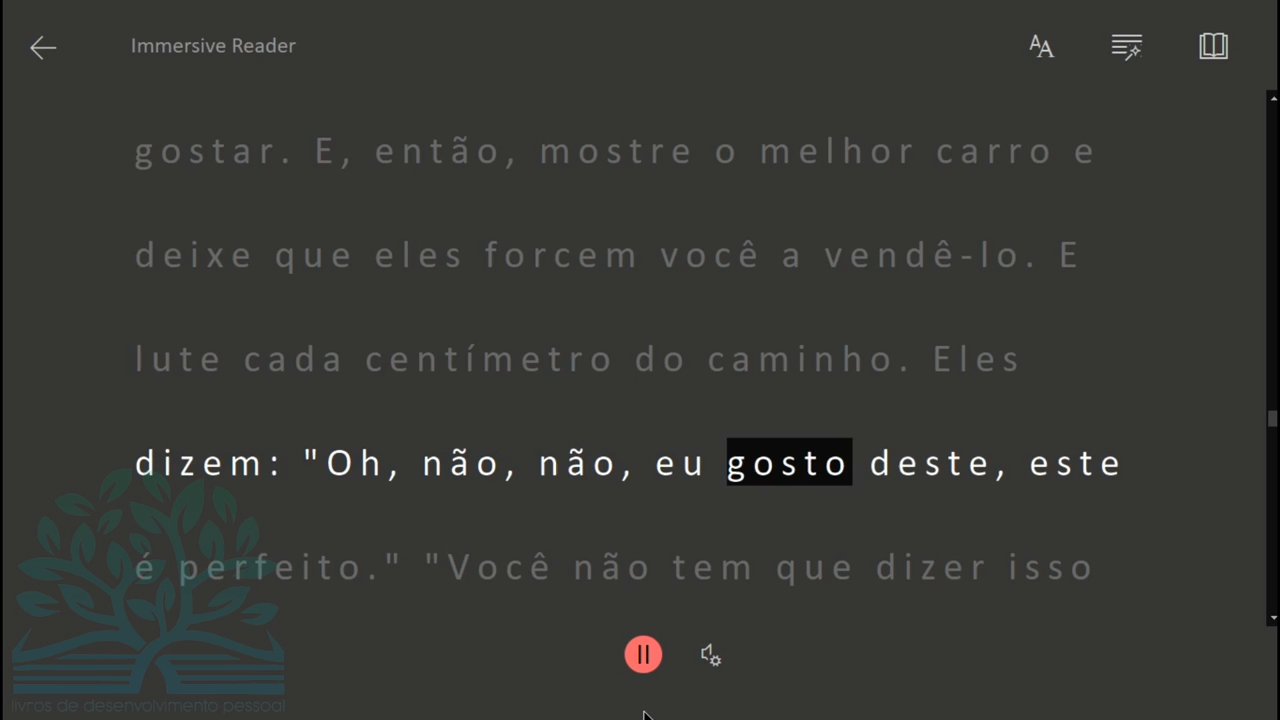 Immersive Reader
gostar. E, então, mostre o melhor carro e
deixe que eles forcem você a vendê-lo. E
lute cada centímetro do caminho. Eles
dizem: "Oh, não, não, eu gosto deste, este
é perfeito." "Você não tem que dizer isso
livros de desenvolvimento pessoal